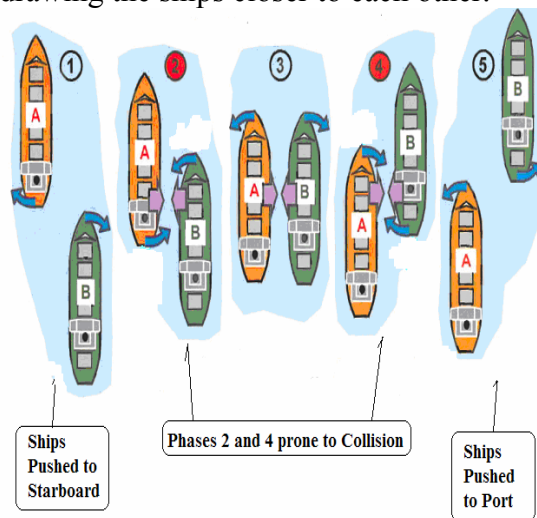 drawing the ships closer to each other.
1 2 3 4 5
A A A A A
B B B B B
Phases 2 and 4 prone to Collision
Ships
Pushed to
Starboard
Ships
Pushed
to Port